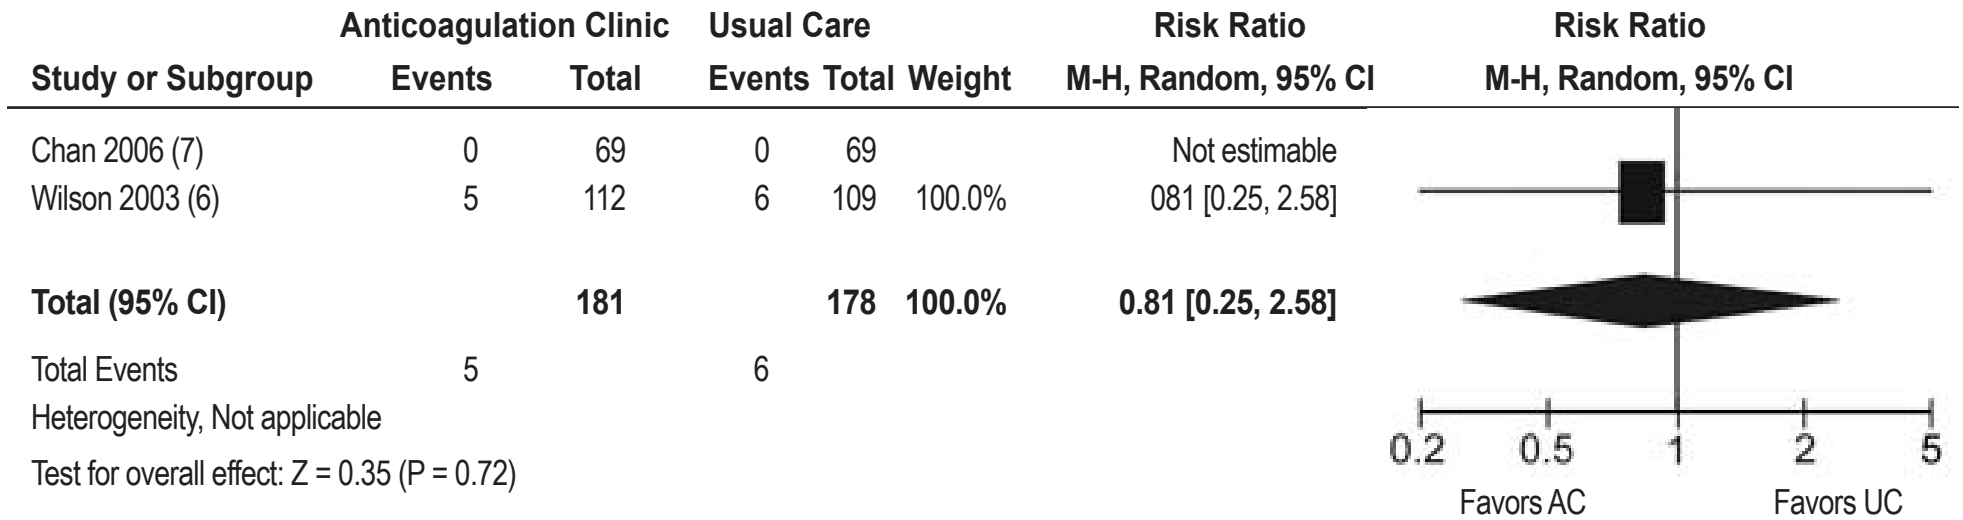 Anticoagulation Clinic Usual Care Risk Ratio Risk Ratio
Study or Subgroup Events Total Events Total Weight M-H, Random, 95% CI M-H, Random, 95% CI
Chan 2006 (7) 0 69 0 69 Not estimable
Wilson 2003 (6) 5 112 6 109 100.0% 081 [0.25, 2.58]
Total (95% CI) 181 178 100.0% 0.81 [0.25, 2.58]
Total Events 5 6
Heterogeneity, Not applicable
0.2 0.5 1 2 5
Test for overall effect: Z = 0.35 (P = 0.72)
Favors AC Favors UC